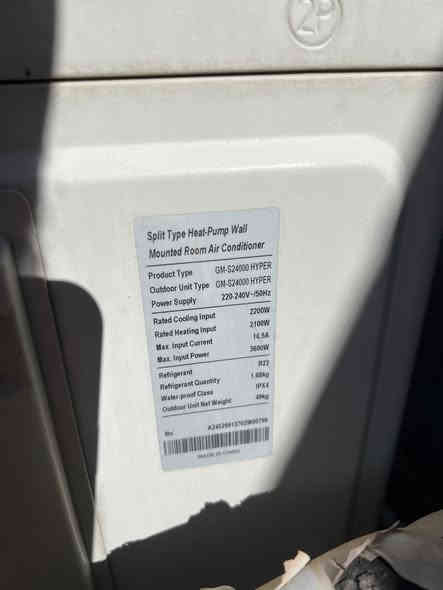 2P
Split Type Heat-Pump Wall
Mounted Room Air Conditioner
Product Type GM-S24000 HYPER
Outdoor Unit Type GM-S24000 HYPER
Power Supply 220-240V~/50Hz
Rated Cooling Input 2200W
Rated Heating Input 2100W
Max. Input Current 16.5A
Max. Input Power 3600W
Refrigerant R22
Refrigerant Quantity 1.68kg
Water-proof Class IPX4
Outdoor Unit Net Weight 49kg
No
MADE IN CHINA